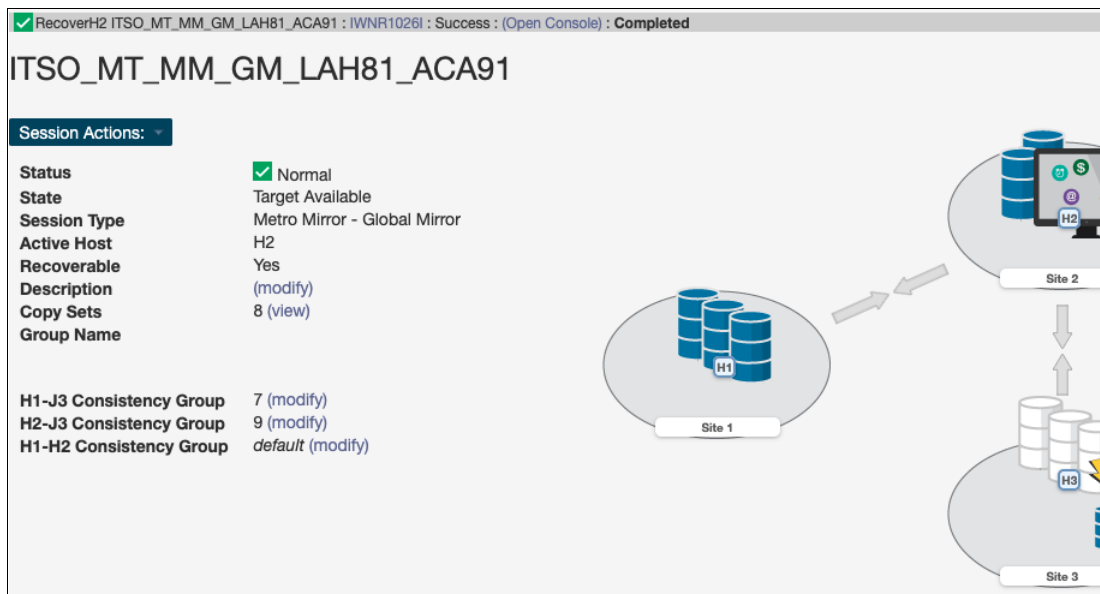 RecoverH2 ITSO_MT_MM_GM_LAH81_ACA91 : IWNR1026I : Success : (Open Console) : Completed
ITSO_MT_MM_GM_LAH81_ACA91
Session Actions:
Status Normal
State Target Available
Session Type Metro Mirror - Global Mirror
Active Host H2
Recoverable Yes
Description (modify)
Copy Sets 8 (view)
Group Name
H1-J3 Consistency Group 7 (modify)
H2-J3 Consistency Group 9 (modify)
H1-H2 Consistency Group default (modify)
$
@
H2
Site 2
H1
Site 1
H3
Site 3